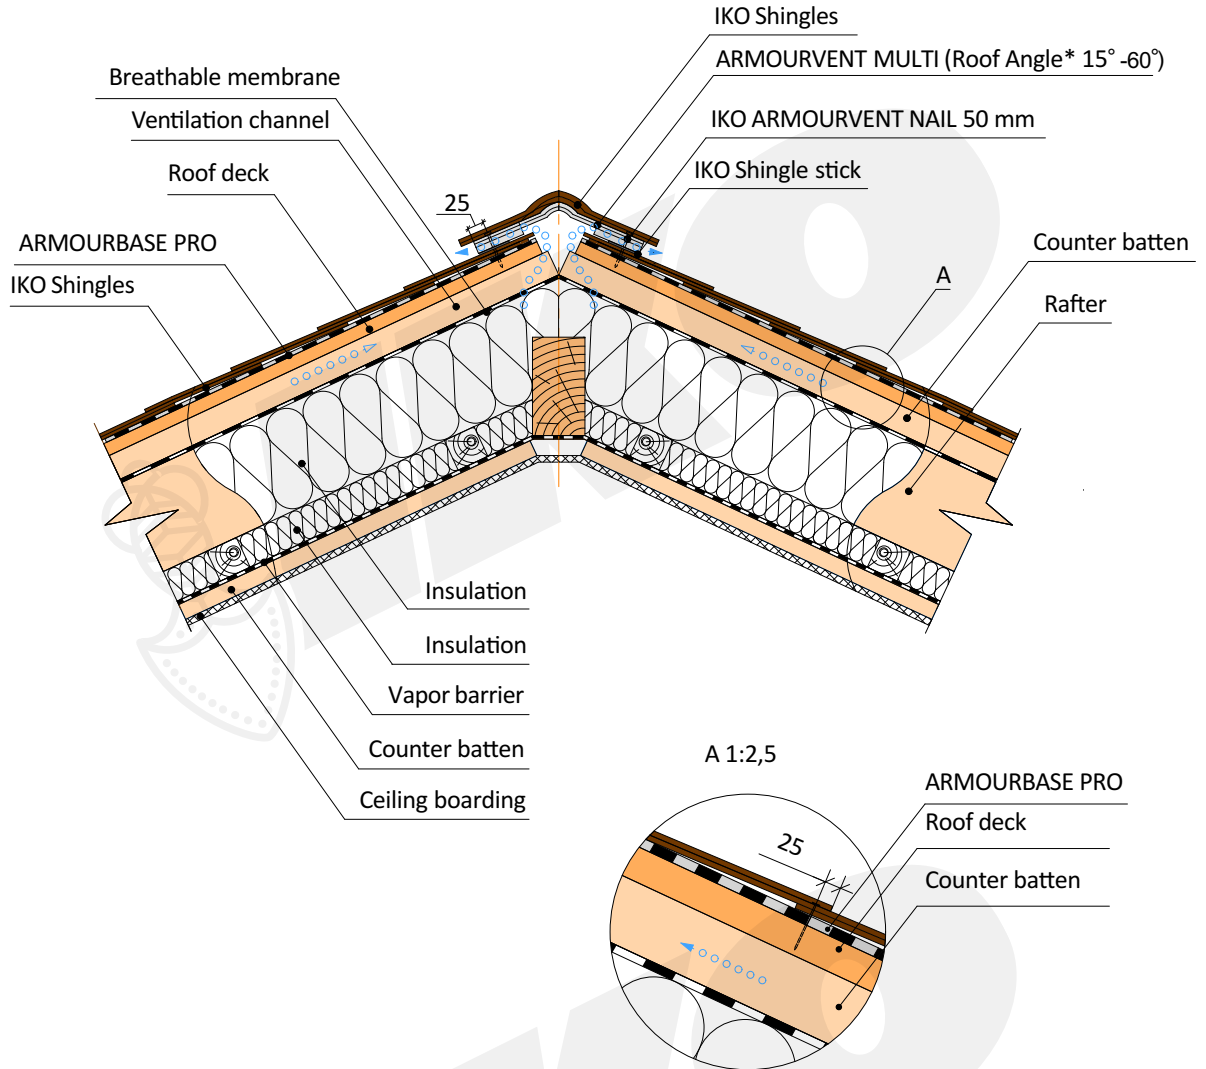 IKO Shingles
ARMOURVENT MULTI (Roof Angle* 15° -60°)
Breathable membrane
Ventilation channel
IKO ARMOURVENT NAIL 50 mm
Roof deck
IKO Shingle stick
25
ARMOURBASE PRO
Counter batten
IKO Shingles
A
Rafter
Insulation
Insulation
Vapor barrier
Counter batten
Ceiling boarding
A 1:2,5
ARMOURBASE PRO
Roof deck
25
Counter batten